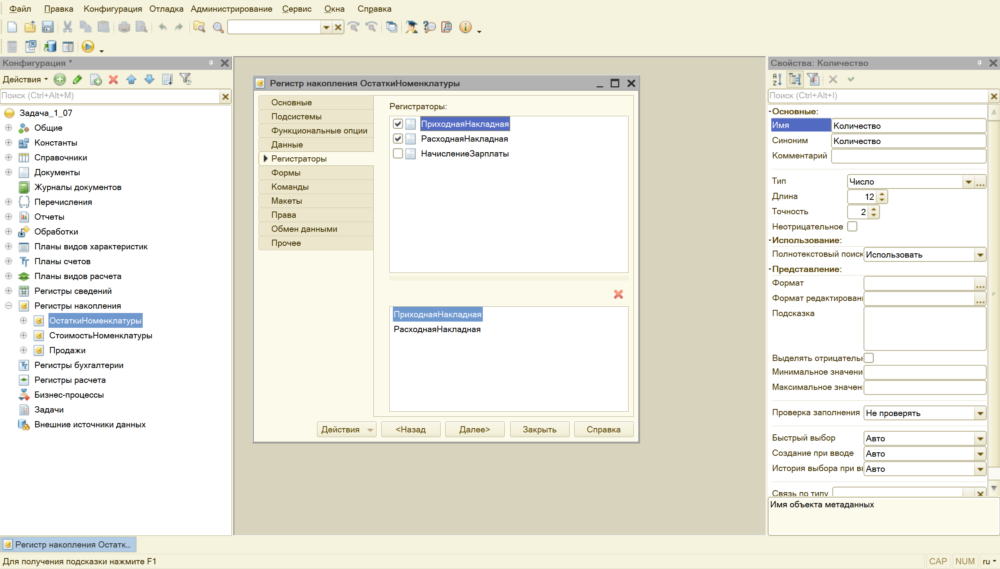 Файл Правка Конфигурация Отладка Администрирование Сервис Окна Справка
Конфигурация *
Действия
Поиск (Ctrl+Alt+M)
Задача_1_07
Общие
Константы
Справочники
Документы
Журналы документов
Перечисления
Отчеты
Обработки
Планы видов характеристик
Планы счетов
Планы видов расчета
Регистры сведений
Регистры накопления
ОстаткиНоменклатуры
СтоимостьНоменклатуры
Продажи
Регистры бухгалтерии
Регистры расчета
Бизнес-процессы
Задачи
Внешние источники данных
Регистр накопления ОстаткиНоменклатуры
Основные
Подсистемы
Функциональные опции
Данные
Регистраторы
Формы
Команды
Макеты
Права
Обмен данными
Прочее
Регистраторы:
ПриходнаяНакладная
РасходнаяНакладная
НачислениеЗарплаты
ПриходнаяНакладная
РасходнаяНакладная
Действия <Назад Далее> Закрыть Справка
Свойства: Количество
Поиск (Ctrl+Alt+I)
Основные:
Имя Количество
Синоним Количество
Комментарий
Тип Число ...
Длина 12
Точность 2
Неотрицательное
Использование:
Полнотекстовый поиск Использовать
Представление:
Формат ...
Формат редактирован ...
Подсказка
Выделять отрицательн
Минимальное значени
Максимальное значен
Проверка заполнения Не проверять
Быстрый выбор Авто
Создание при вводе Авто
История выбора при вв Авто
Связь по типу
Имя объекта метаданных
Регистр накопления Остатк...
Для получения подсказки нажмите F1
CAP NUM ru